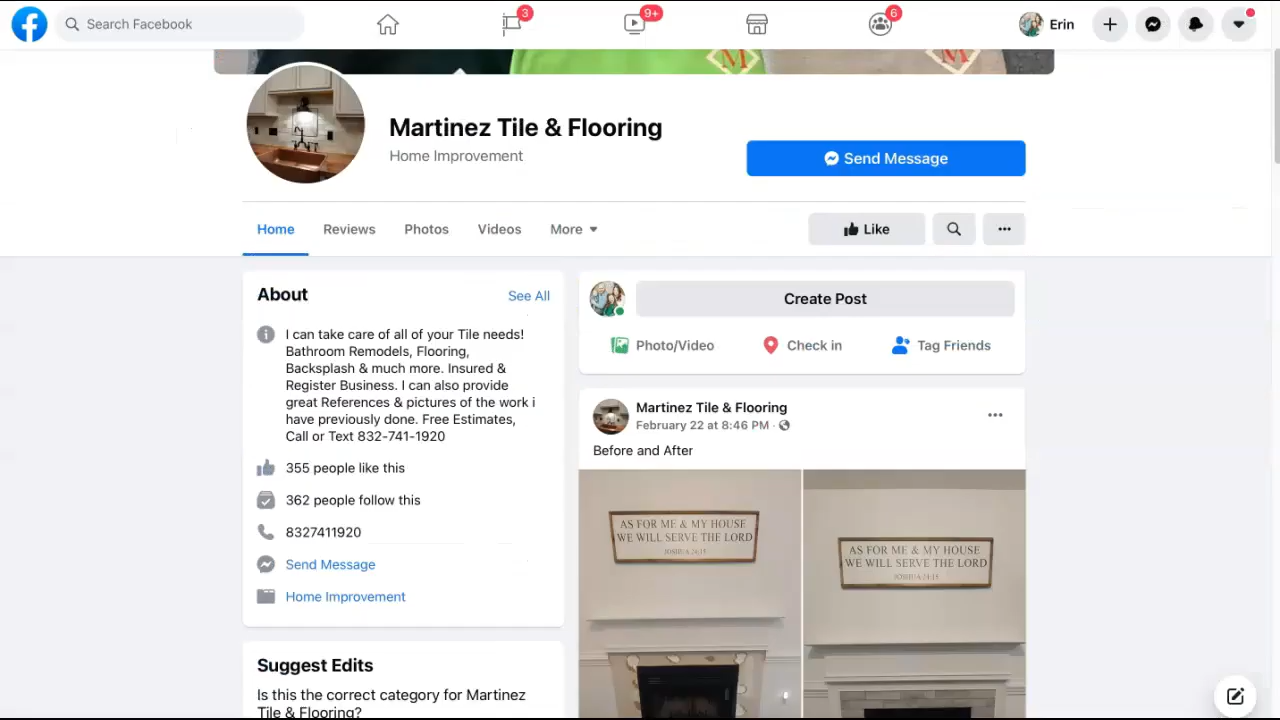 Search Facebook
3
9+
6
Erin
M
M
Martinez Tile & Flooring
Home Improvement
Send Message
Home
Reviews
Photos
Videos
More
Like
About
See All
I can take care of all of your Tile needs!
Bathroom Remodels, Flooring,
Backsplash & much more. Insured &
Register Business. I can also provide
great References & pictures of the work i
have previously done. Free Estimates,
Call or Text 832-741-1920
355 people like this
362 people follow this
8327411920
Send Message
Home Improvement
Suggest Edits
Is this the correct category for Martinez
Tile & Flooring?
Create Post
Photo/Video
Check in
Tag Friends
Martinez Tile & Flooring
February 22 at 8:46 PM ·
Before and After
AS FOR ME & MY HOUSE
WE WILL SERVE THE LORD
JOSHUA 24:15
AS FOR ME & MY HOUSE
WE WILL SERVE THE LORD
JOSHUA 24:15